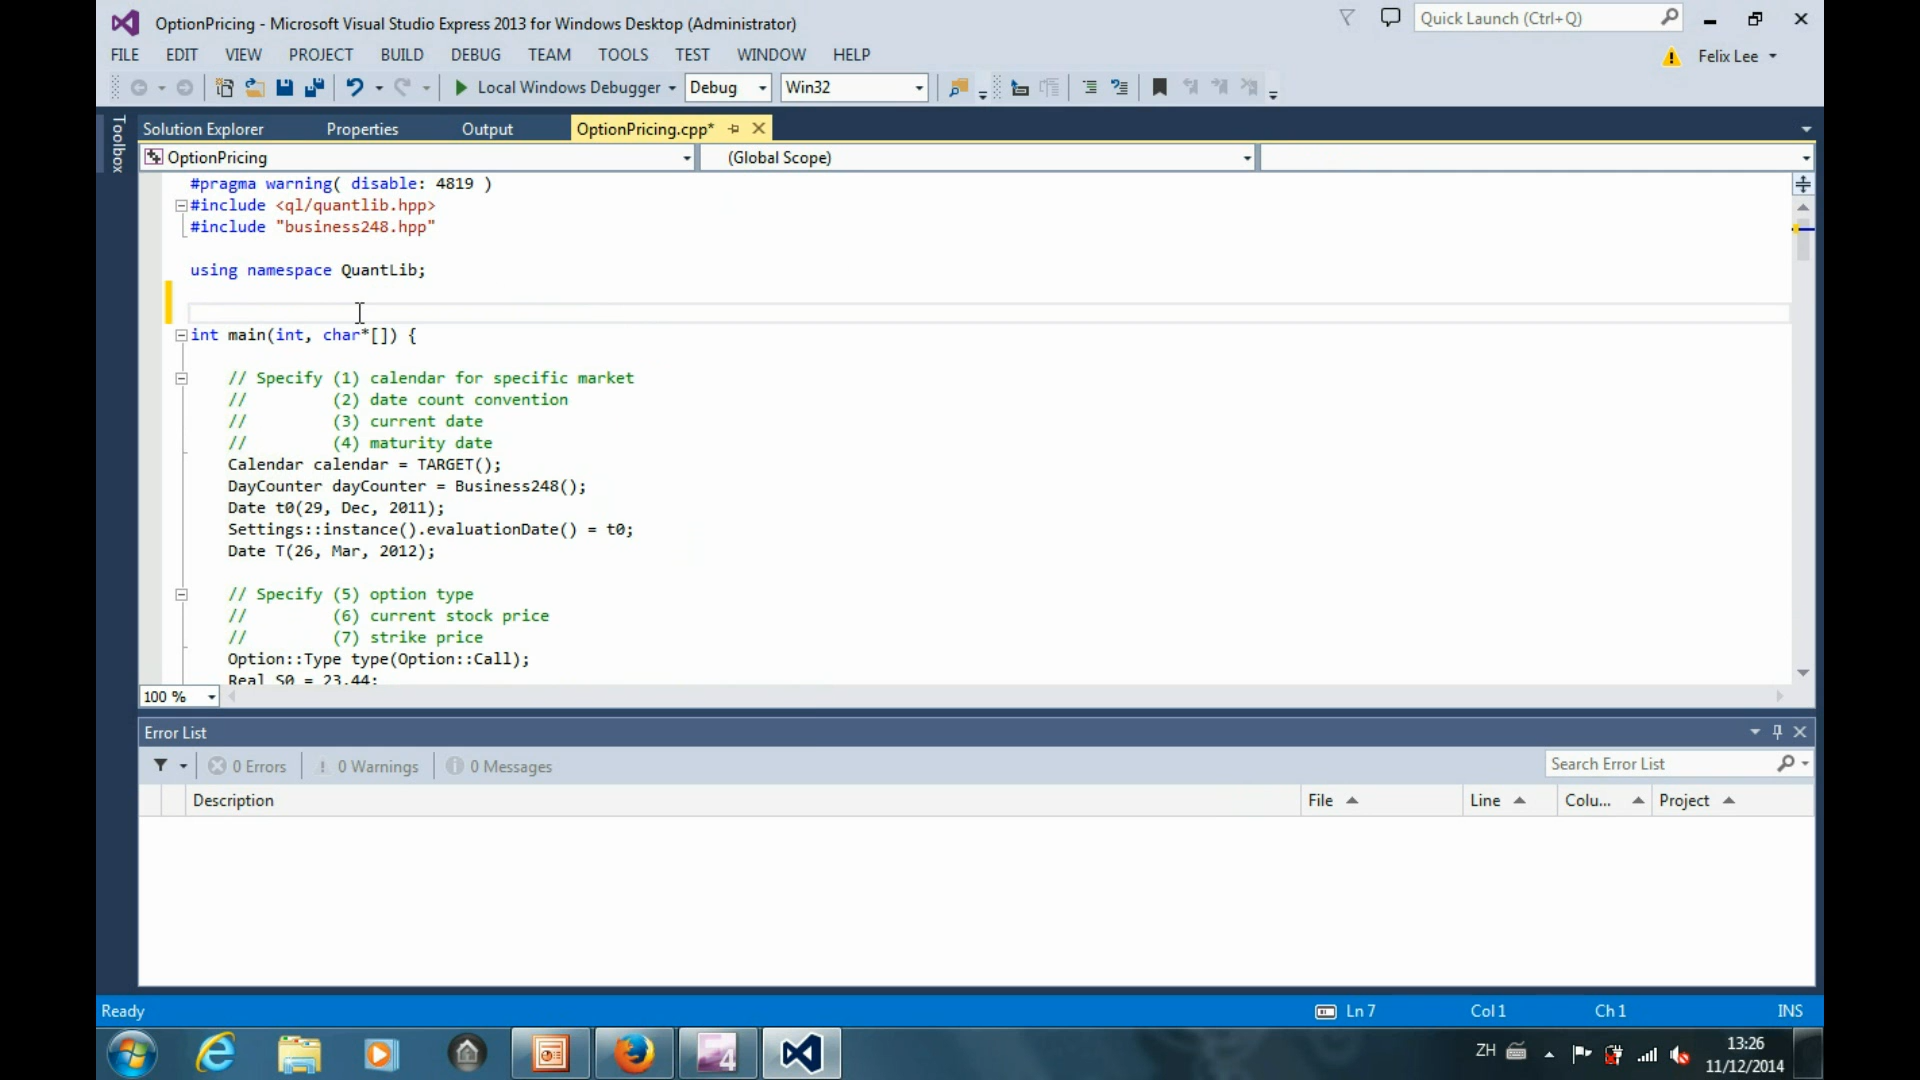 OptionPricing - Microsoft Visual Studio Express 2013 for Windows Desktop (Administrator)
Quick Launch (Ctrl+Q)
FILE EDIT VIEW PROJECT BUILD DEBUG TEAM TOOLS TEST WINDOW HELP
Felix Lee
Local Windows Debugger Debug Win32
Toolbox
Solution Explorer Properties Output OptionPricing.cpp*
OptionPricing (Global Scope)
#pragma warning( disable: 4819 )
#include <ql/quantlib.hpp>
#include "business248.hpp"
using namespace QuantLib;
int main(int, char*[]) {
// Specify (1) calendar for specific market
// (2) date count convention
// (3) current date
// (4) maturity date
Calendar calendar = TARGET();
DayCounter dayCounter = Business248();
Date t0(29, Dec, 2011);
Settings::instance().evaluationDate() = t0;
Date T(26, Mar, 2012);
// Specify (5) option type
// (6) current stock price
// (7) strike price
Option::Type type(Option::Call);
Real S0 = 23.44;
100 %
Error List
0 Errors 0 Warnings 0 Messages
Search Error List
Description File Line Colu... Project
Ready Ln 7 Col 1 Ch 1 INS
4
ZH
13:26
11/12/2014